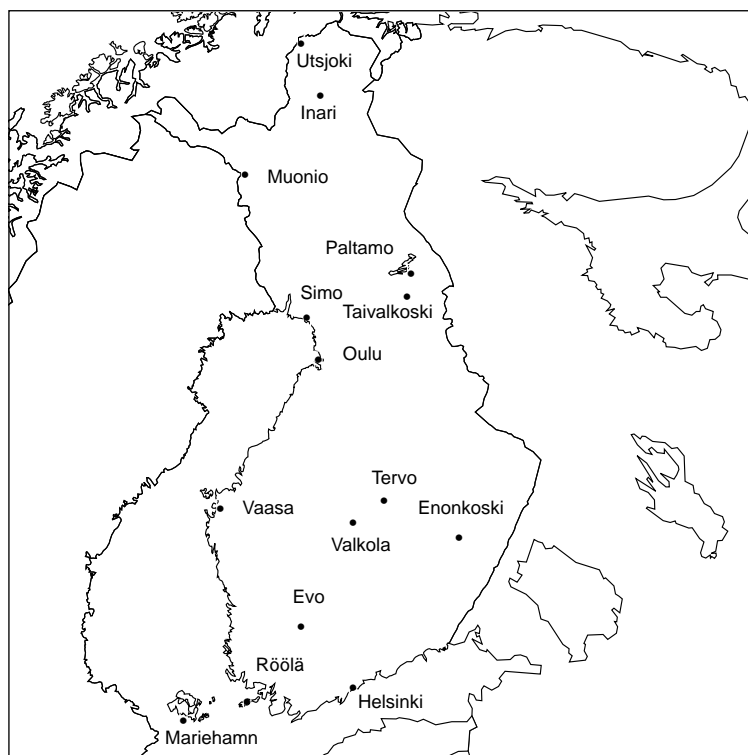 Utsjoki
Inari
Muonio
Paltamo
Simo
Taivalkoski
Oulu
Tervo
Vaasa
Enonkoski
Valkola
Evo
Röölä
Helsinki
Mariehamn